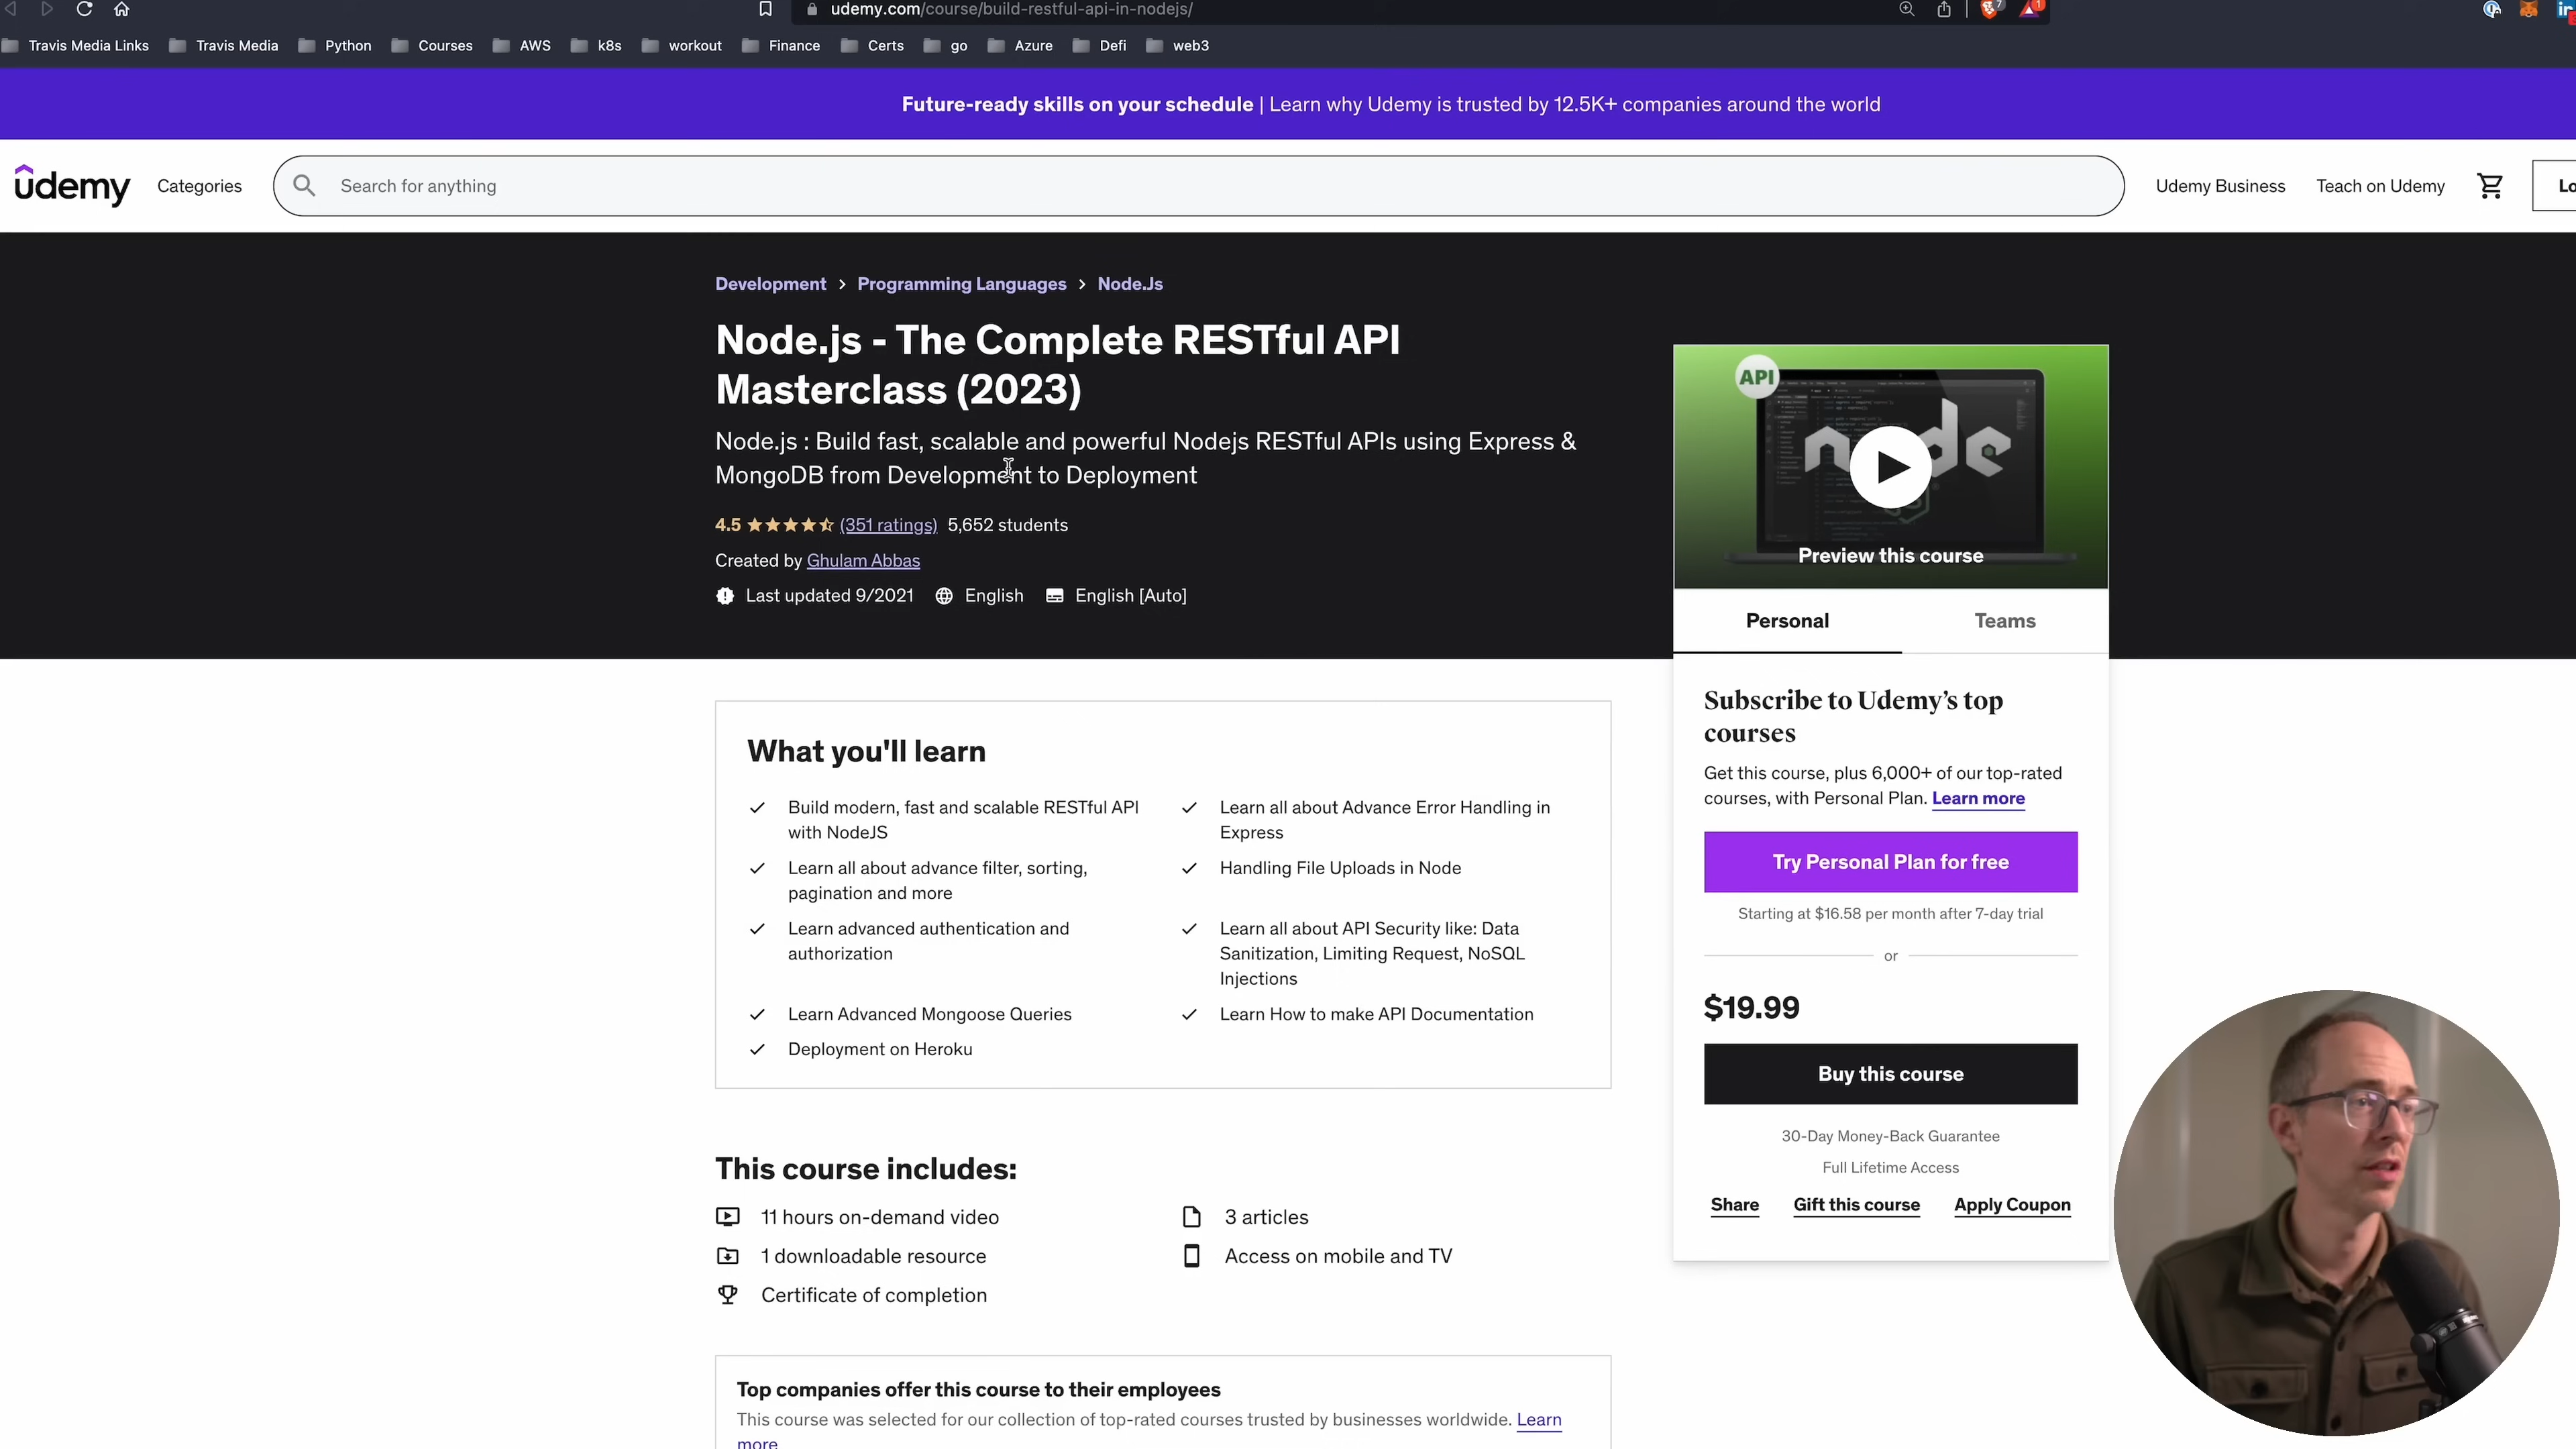 udemy.com/course/build-restful-api-in-nodejs/
7
1
Travis Media Links
Travis Media
Python
Courses
AWS
k8s
workout
Finance
Certs
go
Azure
Defi
web3
Future-ready skills on your schedule | Learn why Udemy is trusted by 12.5K+ companies around the world
udemy
Categories
Search for anything
Udemy Business
Teach on Udemy
Lo
Development > Programming Languages > Node.Js
Node.js - The Complete RESTful API
Masterclass (2023)
Node.js : Build fast, scalable and powerful Nodejs RESTful APIs using Express &
MongoDB from Development to Deployment
4.5 (351 ratings) 5,652 students
Created by Ghulam Abbas
Last updated 9/2021 English English [Auto]
API
node
Preview this course
Personal
Teams
Subscribe to Udemy's top
courses
Get this course, plus 6,000+ of our top-rated
courses, with Personal Plan. Learn more
Try Personal Plan for free
Starting at $16.58 per month after 7-day trial
or
$19.99
Buy this course
30-Day Money-Back Guarantee
Full Lifetime Access
Share
Gift this course
Apply Coupon
What you'll learn
Build modern, fast and scalable RESTful API
with NodeJS
Learn all about Advance Error Handling in
Express
Learn all about advance filter, sorting,
pagination and more
Handling File Uploads in Node
Learn advanced authentication and
authorization
Learn all about API Security like: Data
Sanitization, Limiting Request, NoSQL
Injections
Learn Advanced Mongoose Queries
Learn How to make API Documentation
Deployment on Heroku
This course includes:
11 hours on-demand video
3 articles
1 downloadable resource
Access on mobile and TV
Certificate of completion
Top companies offer this course to their employees
This course was selected for our collection of top-rated courses trusted by businesses worldwide. Learn
more